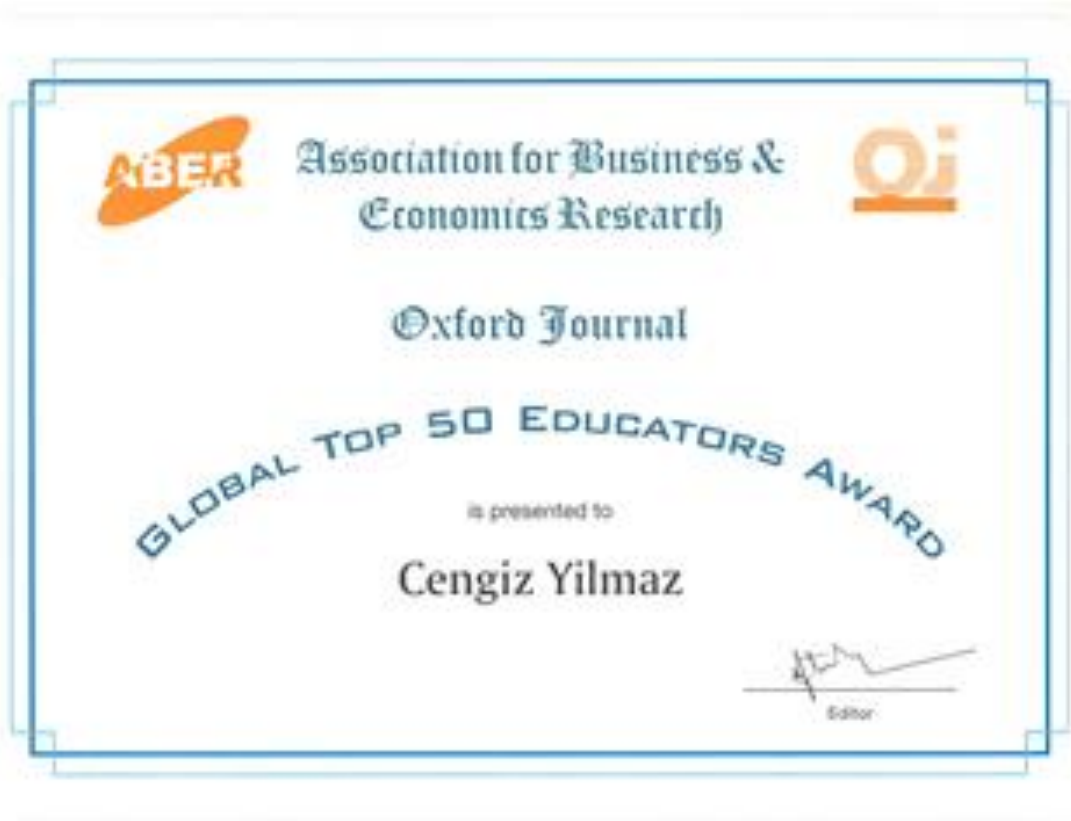 ABER
Association for Business &
Economics Research
OJ
Oxford Journal
GLOBAL TOP 50 EDUCATORS AWARD
is presented to
Cengiz Yilmaz
Editor